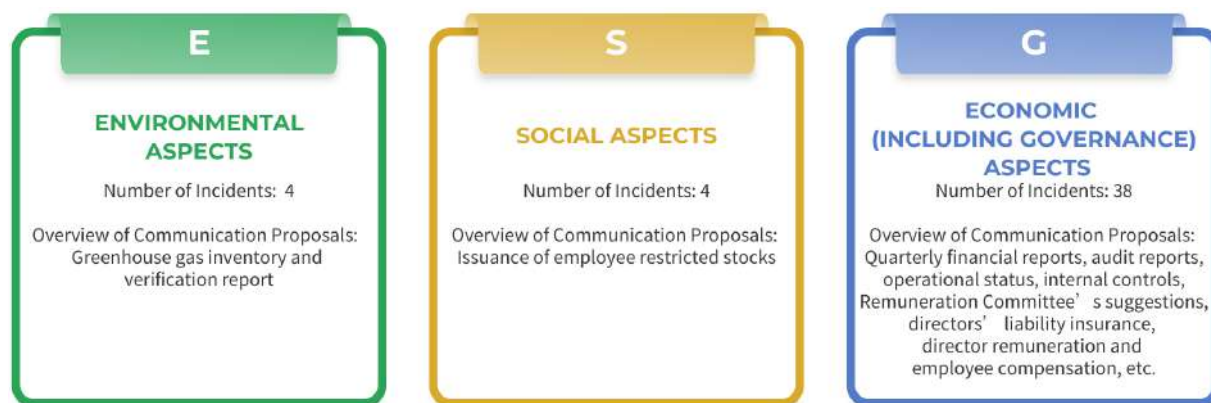 E
ENVIRONMENTAL
ASPECTS
Number of Incidents: 4
Overview of Communication Proposals:
Greenhouse gas inventory and
verification report
S
SOCIAL ASPECTS
Number of Incidents: 4
Overview of Communication Proposals:
Issuance of employee restricted stocks
G
ECONOMIC
(INCLUDING GOVERNANCE)
ASPECTS
Number of Incidents: 38
Overview of Communication Proposals:
Quarterly financial reports, audit reports,
operational status, internal controls,
Remuneration Committee’ s suggestions,
directors’ liability insurance,
director remuneration and
employee compensation, etc.